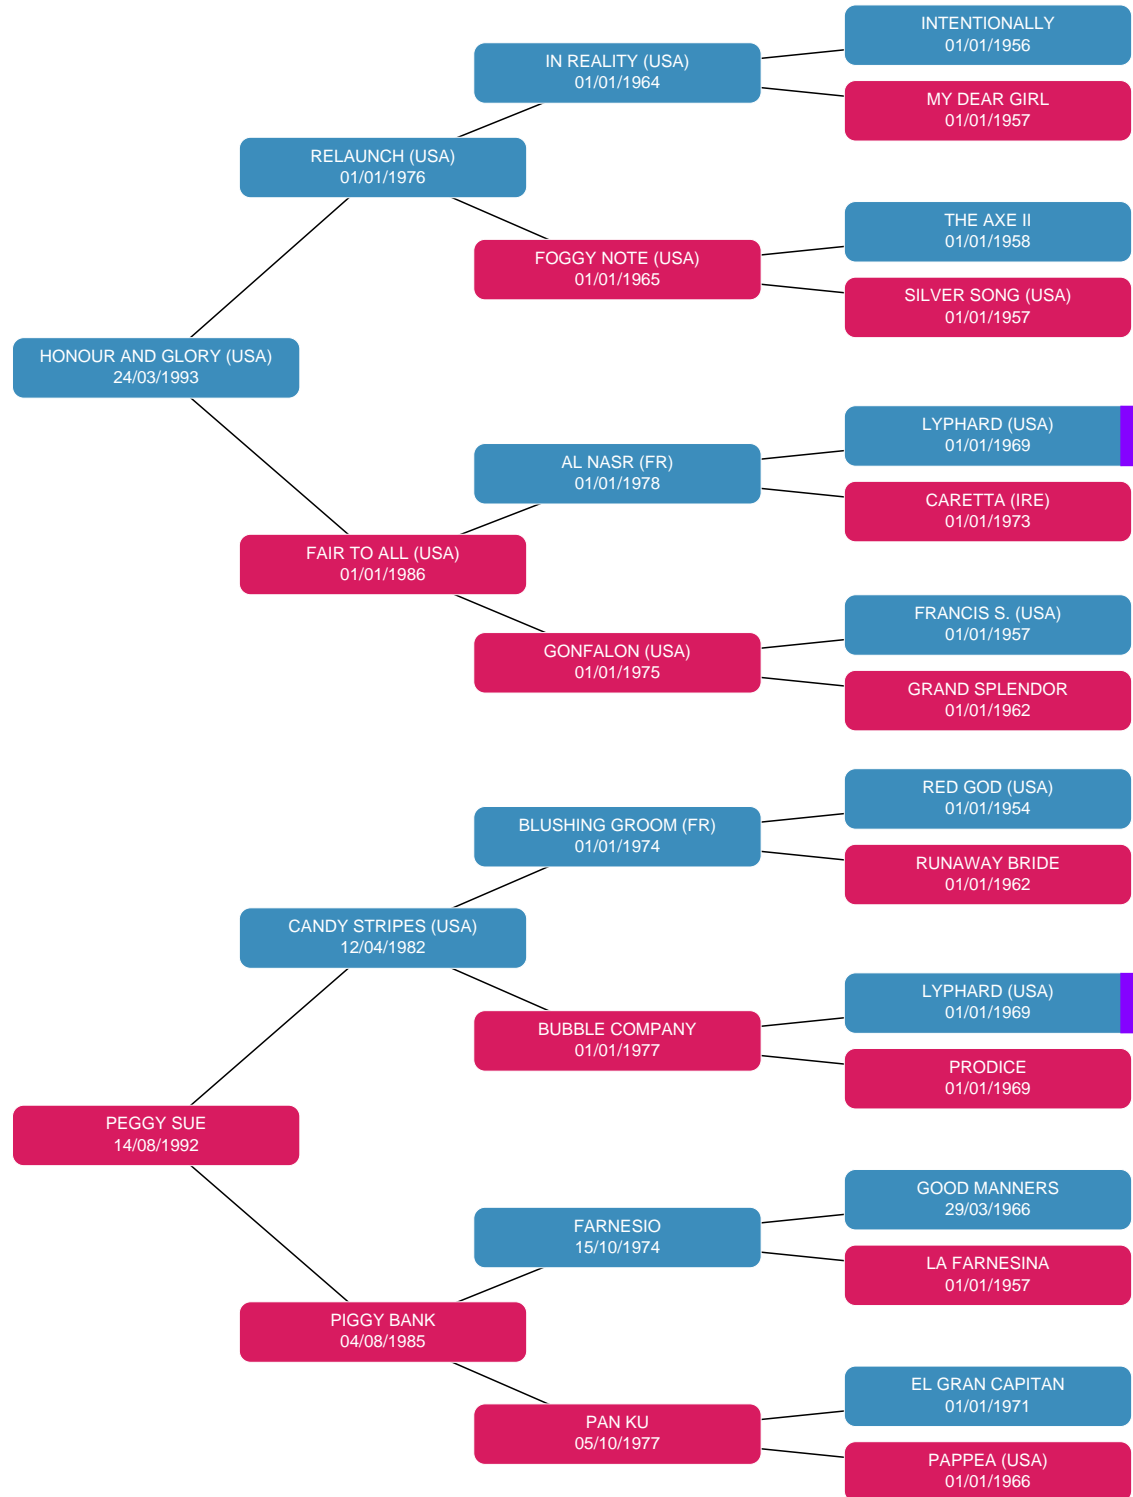 INTENTIONALLY
01/01/1956
IN REALITY (USA)
01/01/1964
MY DEAR GIRL
01/01/1957
RELAUNCH (USA)
01/01/1976
THE AXE II
01/01/1958
FOGGY NOTE (USA)
01/01/1965
SILVER SONG (USA)
01/01/1957
HONOUR AND GLORY (USA)
24/03/1993
LYPHARD (USA)
01/01/1969
AL NASR (FR)
01/01/1978
CARETTA (IRE)
01/01/1973
FAIR TO ALL (USA)
01/01/1986
FRANCIS S. (USA)
01/01/1957
GONFALON (USA)
01/01/1975
GRAND SPLENDOR
01/01/1962
RED GOD (USA)
01/01/1954
BLUSHING GROOM (FR)
01/01/1974
RUNAWAY BRIDE
01/01/1962
CANDY STRIPES (USA)
12/04/1982
LYPHARD (USA)
01/01/1969
BUBBLE COMPANY
01/01/1977
PRODICE
01/01/1969
PEGGY SUE
14/08/1992
GOOD MANNERS
29/03/1966
FARNESIO
15/10/1974
LA FARNESINA
01/01/1957
PIGGY BANK
04/08/1985
EL GRAN CAPITAN
01/01/1971
PAN KU
05/10/1977
PAPPEA (USA)
01/01/1966